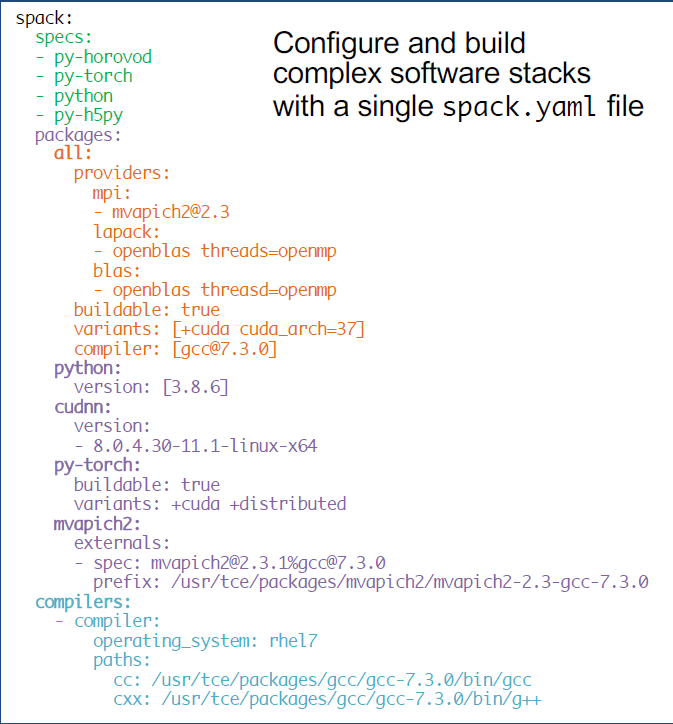 spack:
specs:
- py-horovod
- py-torch
- python
- py-h5py
Configure and build
complex software stacks
with a single spack.yaml file
packages:
all:
providers:
mpi:
- mvapich2@2.3
lapack:
- openblas threads=openmp
blas:
- openblas threasd=openmp
buildable: true
variants: [+cuda cuda_arch=37]
compiler: [gcc@7.3.0]
python:
version: [3.8.6]
cudnn:
version:
- 8.0.4.30-11.1-linux-x64
py-torch:
buildable: true
variants: +cuda +distributed
mvapich2:
externals:
- spec: mvapich2@2.3.1%gcc@7.3.0
prefix: /usr/tce/packages/mvapich2/mvapich2-2.3-gcc-7.3.0
compilers:
- compiler:
operating_system: rhel7
paths:
cc: /usr/tce/packages/gcc/gcc-7.3.0/bin/gcc
cxx: /usr/tce/packages/gcc/gcc-7.3.0/bin/g++